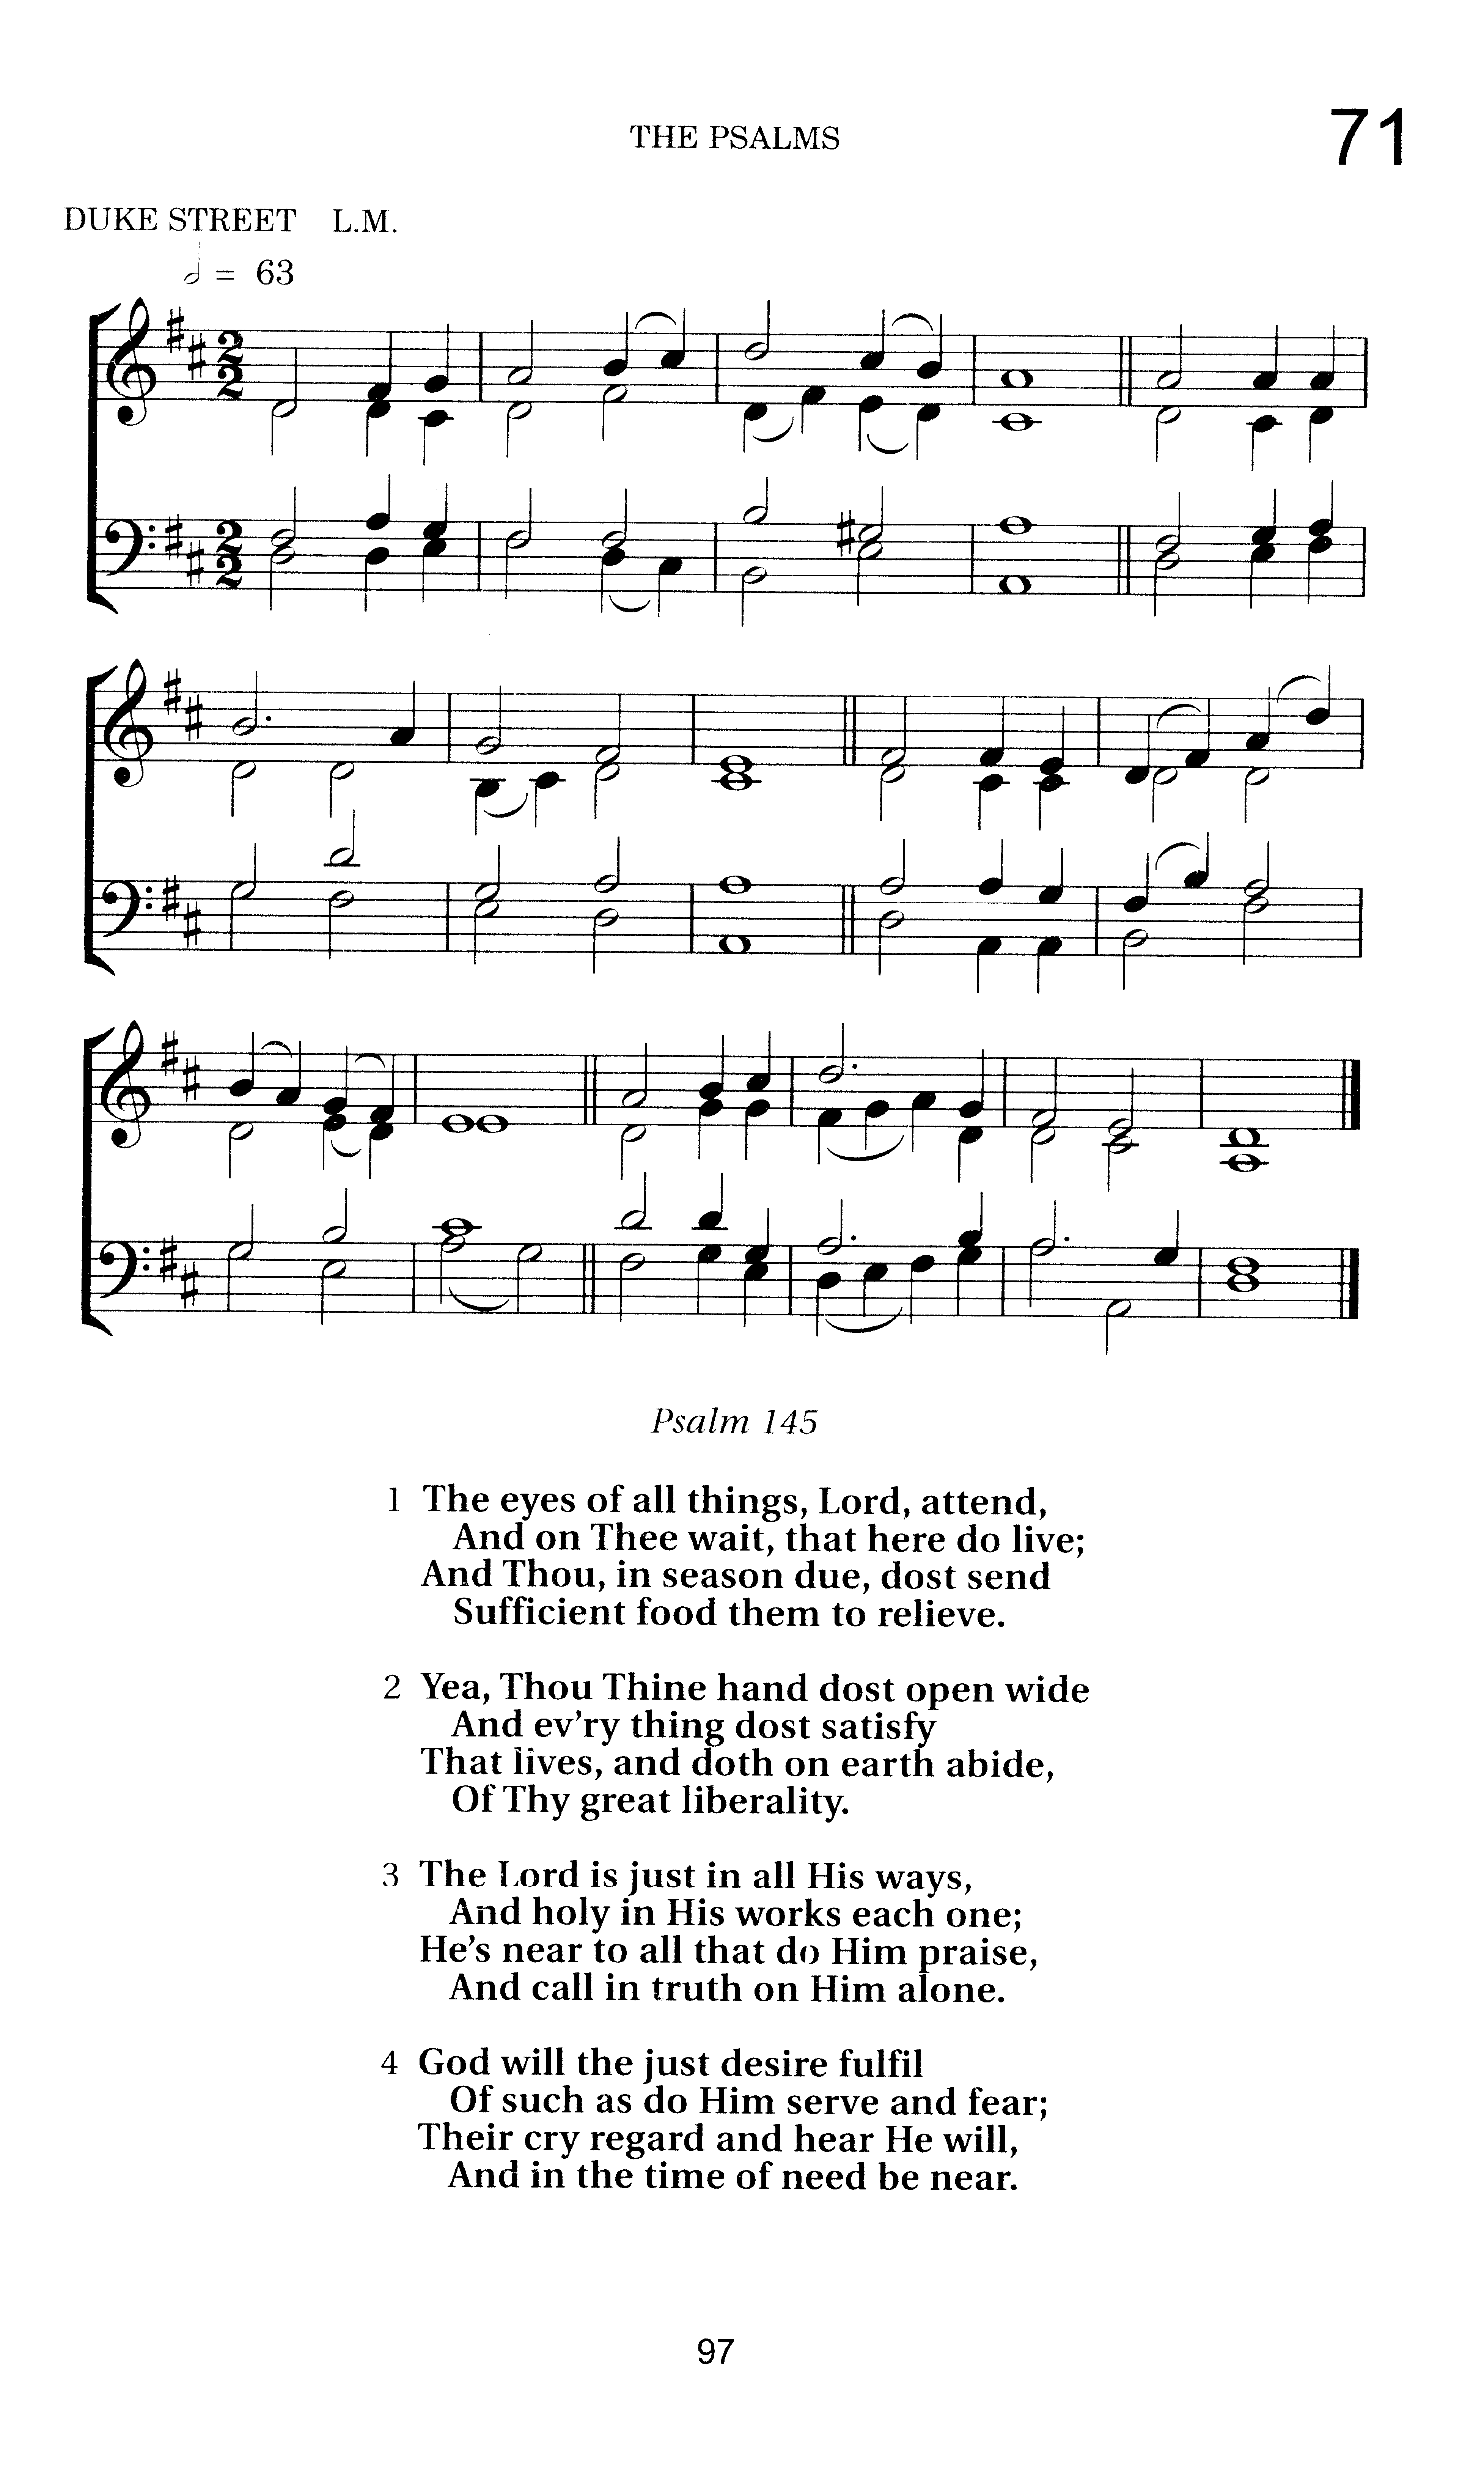 THE PSALMS
71
DUKE STREET L.M.
𝅗𝅥 = 63
Psalm 145
1 The eyes of all things, Lord, attend,
And on Thee wait, that here do live;
And Thou, in season due, dost send
Sufficient food them to relieve.
2 Yea, Thou Thine hand dost open wide
And ev'ry thing dost satisfy
That lives, and doth on earth abide,
Of Thy great liberality.
3 The Lord is just in all His ways,
And holy in His works each one;
He's near to all that do Him praise,
And call in truth on Him alone.
4 God will the just desire fulfil
Of such as do Him serve and fear;
Their cry regard and hear He will,
And in the time of need be near.
97